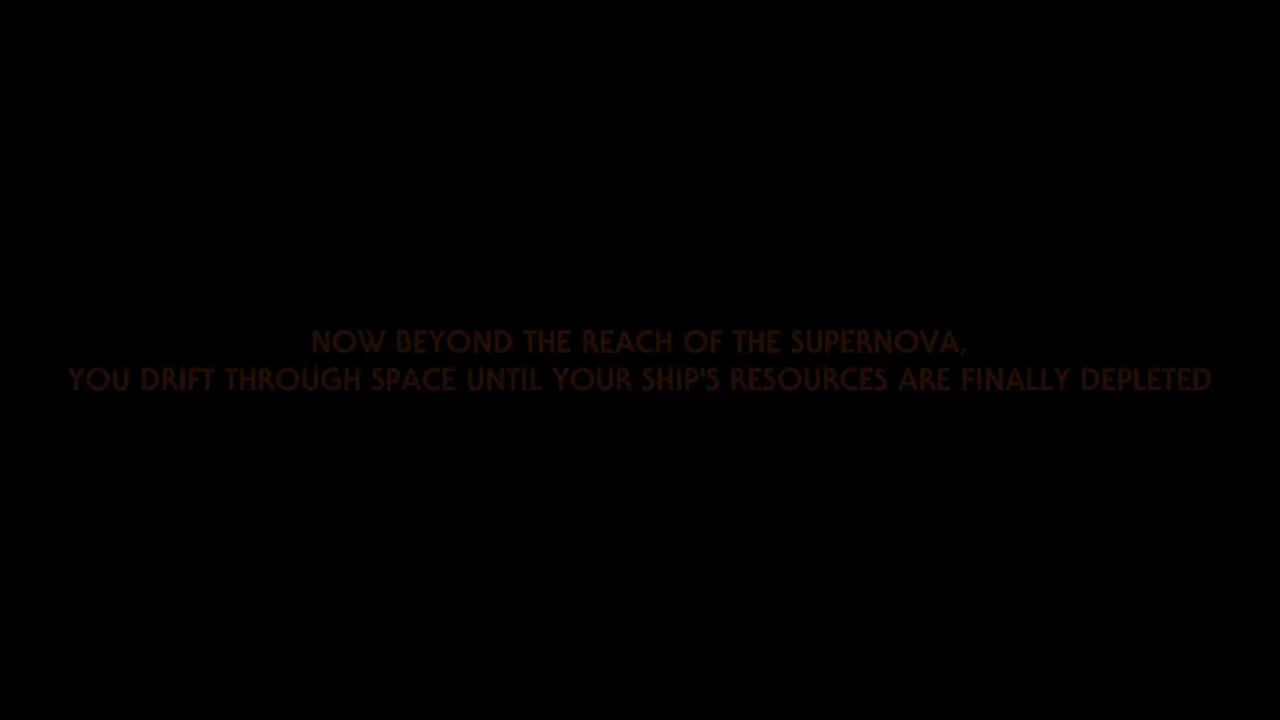 NOW BEYOND THE REACH OF THE SUPERNOVA,
YOU DRIFT THROUGH SPACE UNTIL YOUR SHIP'S RESOURCES ARE FINALLY DEPLETED